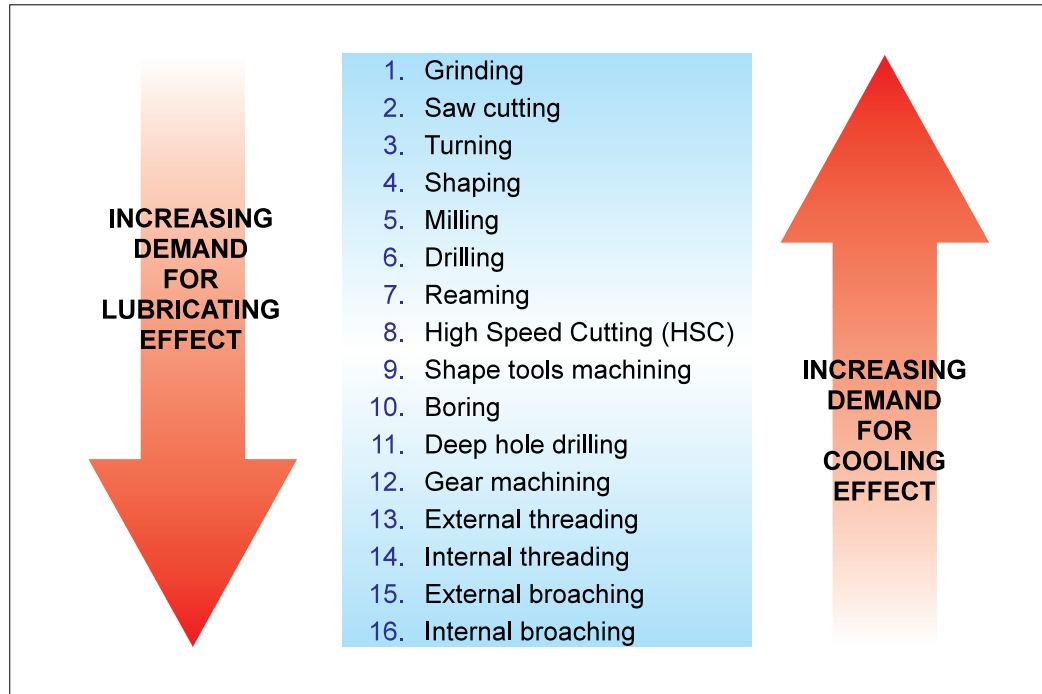 INCREASING
DEMAND
FOR
LUBRICATING
EFFECT
1. Grinding
2. Saw cutting
3. Turning
4. Shaping
5. Milling
6. Drilling
7. Reaming
8. High Speed Cutting (HSC)
9. Shape tools machining
10. Boring
11. Deep hole drilling
12. Gear machining
13. External threading
14. Internal threading
15. External broaching
16. Internal broaching
INCREASING
DEMAND
FOR
COOLING
EFFECT